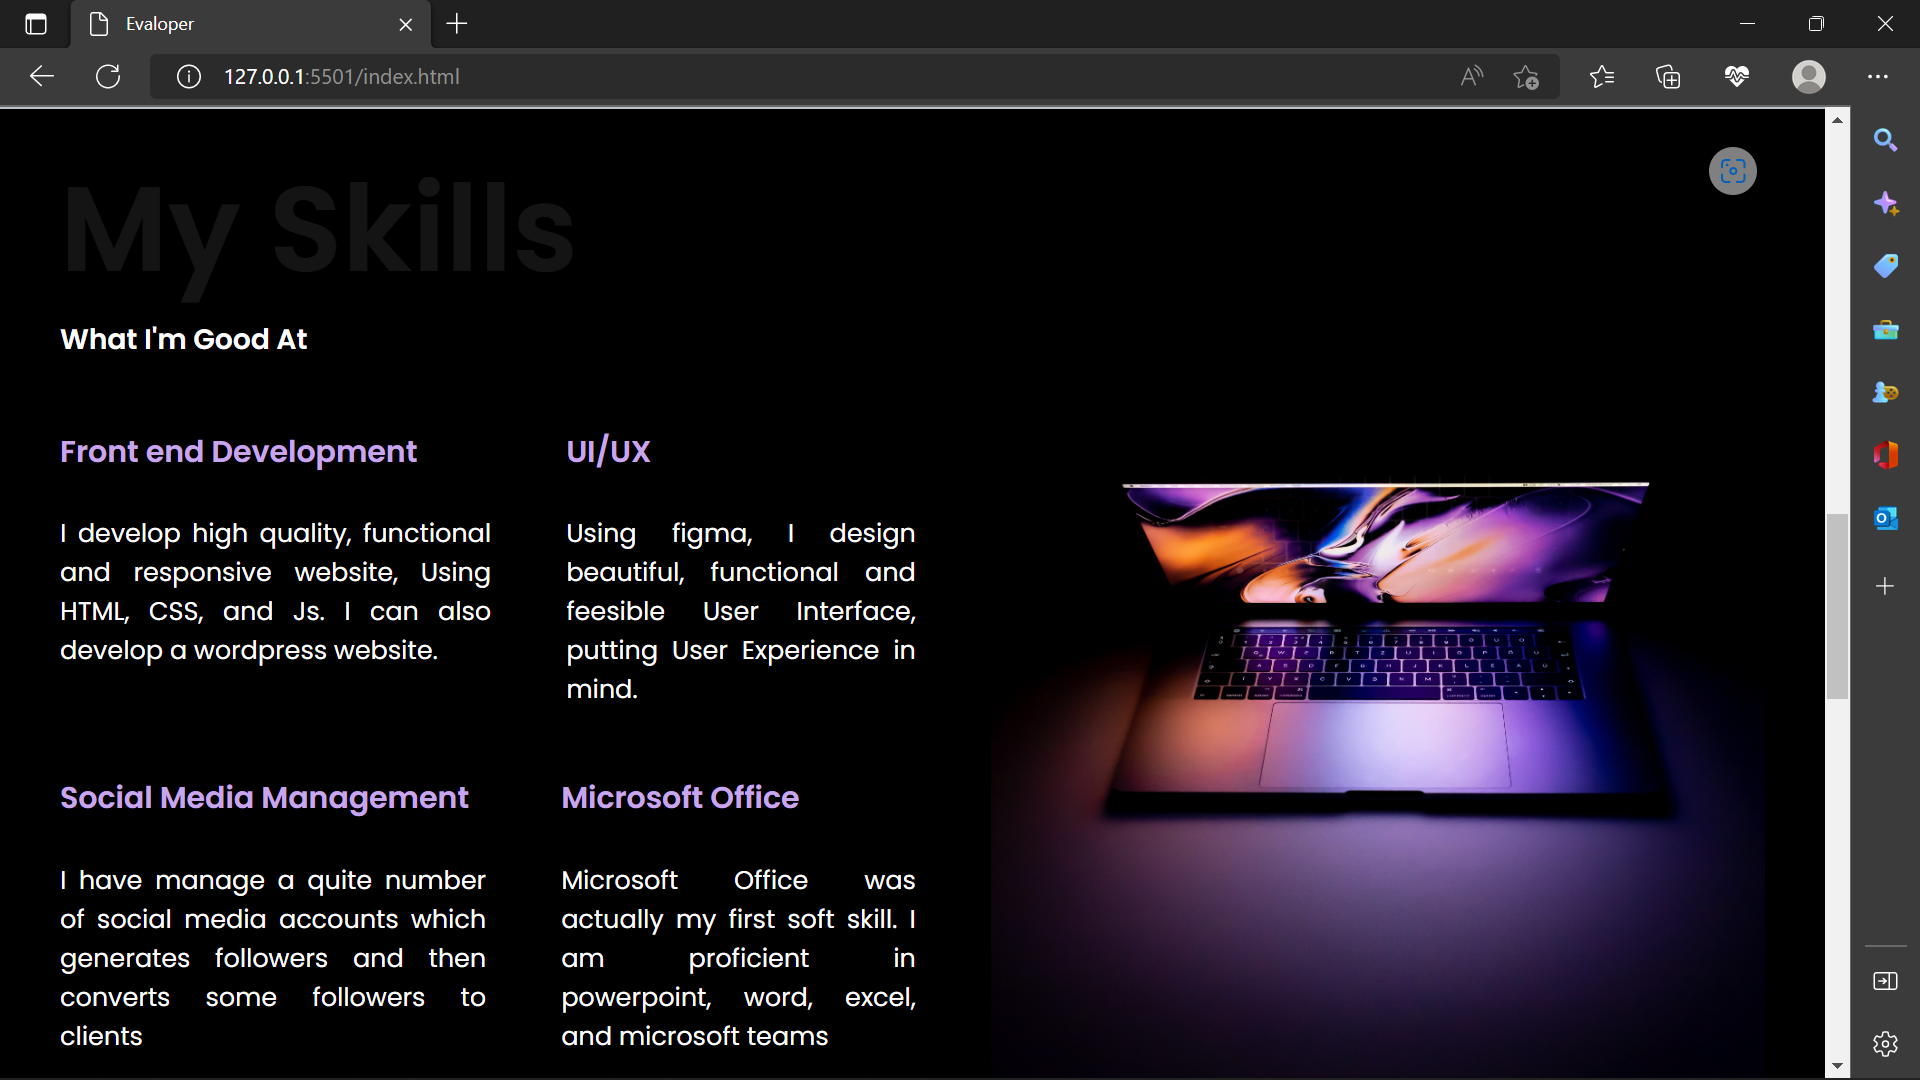 Evaloper
127.0.0.1:5501/index.html
My Skills
What I'm Good At
Front end Development
I develop high quality, functional
and responsive website, Using
HTML, CSS, and Js. I can also
develop a wordpress website.
UI/UX
Using figma, I design
beautiful, functional and
feesible User Interface,
putting User Experience in
mind.
Social Media Management
I have manage a quite number
of social media accounts which
generates followers and then
converts some followers to
clients
Microsoft Office
Microsoft Office was
actually my first soft skill. I
am proficient in
powerpoint, word, excel,
and microsoft teams